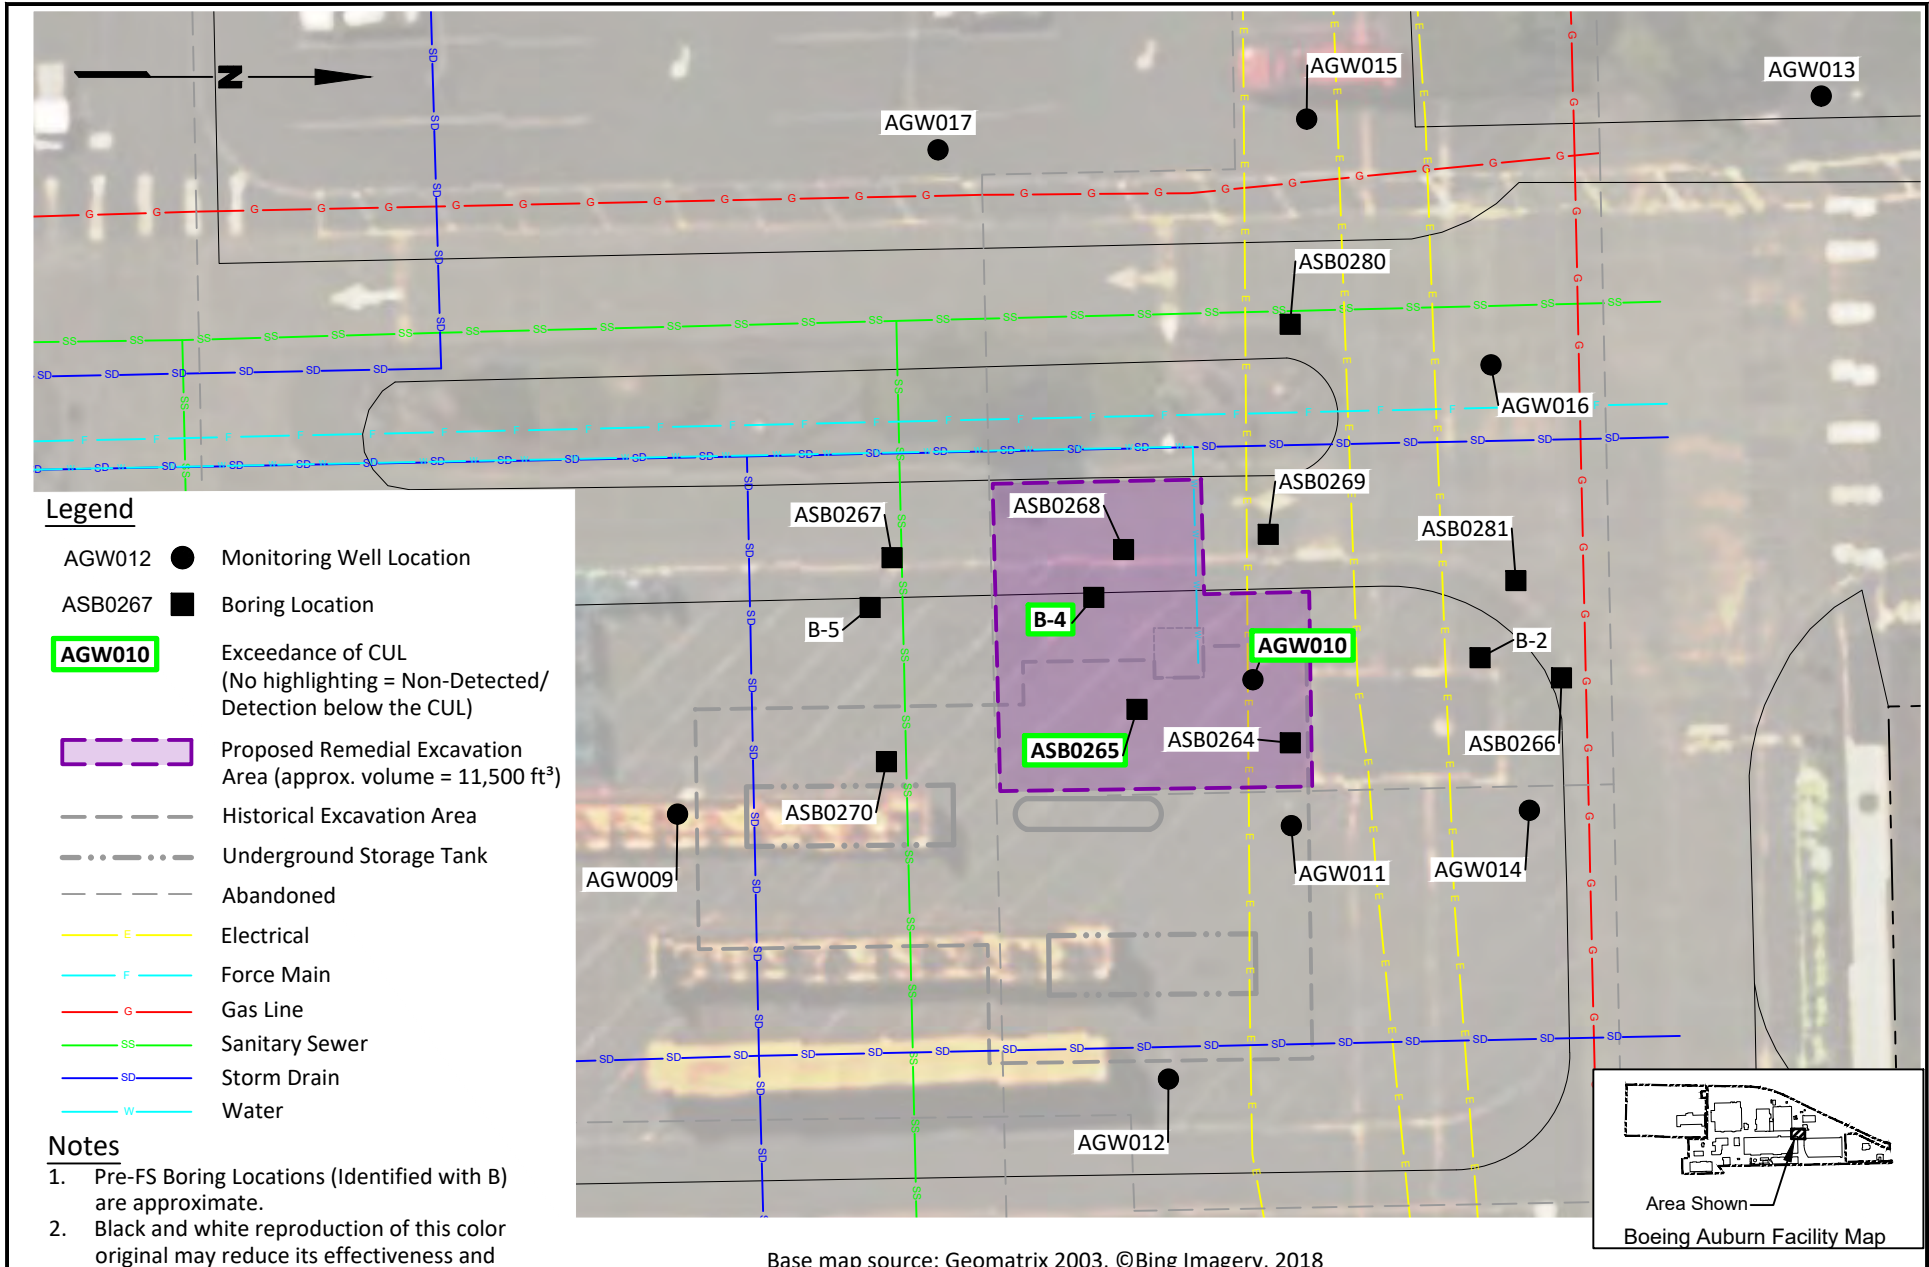 N
AGW015
AGW013
AGW017
ASB0280
AGW016
ASB0269
ASB0268
ASB0267
ASB0281
B-5
B-4
AGW010
B-2
ASB0265
ASB0264
ASB0266
ASB0270
AGW009
AGW011
AGW014
AGW012
Legend
AGW012 Monitoring Well Location
ASB0267 Boring Location
AGW010 Exceedance of CUL
(No highlighting = Non-Detected/
Detection below the CUL)
Proposed Remedial Excavation
Area (approx. volume = 11,500 ft³)
Historical Excavation Area
Underground Storage Tank
Abandoned
E Electrical
F Force Main
G Gas Line
SS Sanitary Sewer
SD Storm Drain
W Water
Notes
1. Pre-FS Boring Locations (Identified with B)
are approximate.
2. Black and white reproduction of this color
original may reduce its effectiveness and
Base map source: Geomatrix 2003, ©Bing Imagery, 2018
Area Shown
Boeing Auburn Facility Map